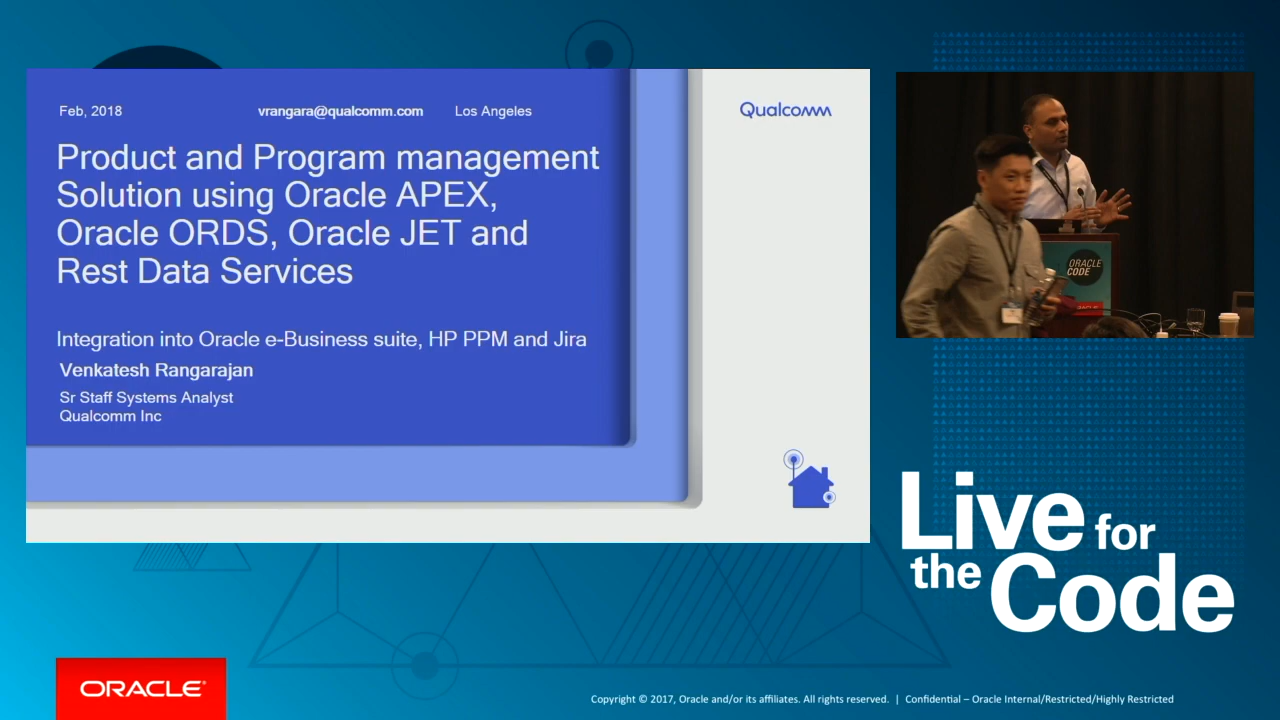 Feb, 2018 vrangara@qualcomm.com Los Angeles
Qualcomm
Product and Program management
Solution using Oracle APEX,
Oracle ORDS, Oracle JET and
Rest Data Services
Integration into Oracle e-Business suite, HP PPM and Jira
Venkatesh Rangarajan
Sr Staff Systems Analyst
Qualcomm Inc
ORACLE
CODE
Live for
the Code
ORACLE
Copyright © 2017, Oracle and/or its affiliates. All rights reserved. | Confidential – Oracle Internal/Restricted/Highly Restricted